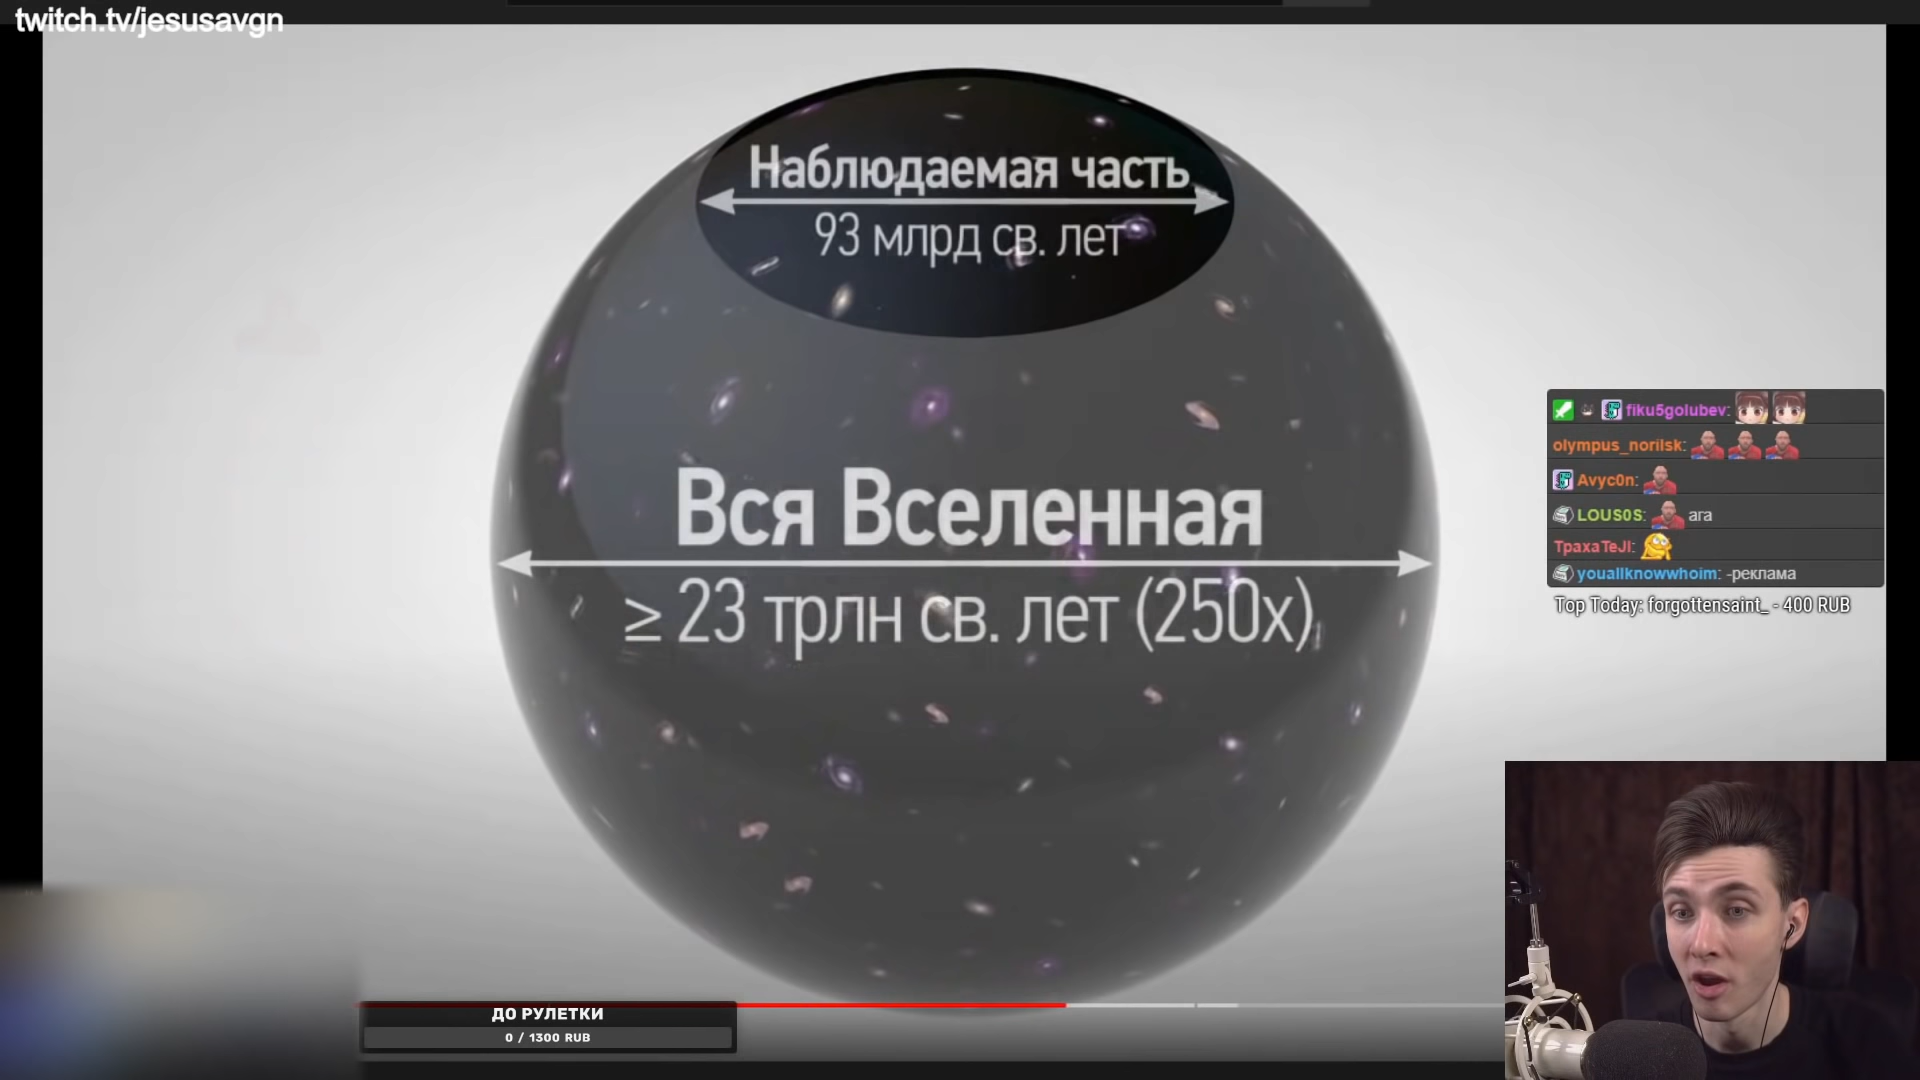 twitch.tv/jesusavgn
Наблюдаемая часть
93 млрд св. лет
Вся Вселенная
≥ 23 трлн св. лет (250x)
fiku5golubev:
olympus_norilsk:
Avyc0n:
LOUS0S: ага
TpaxaTeJI:
youallknowwhoim: -реклама
Top Today: forgottensaint_ - 400 RUB
ДО РУЛЕТКИ
0 / 1300 RUB